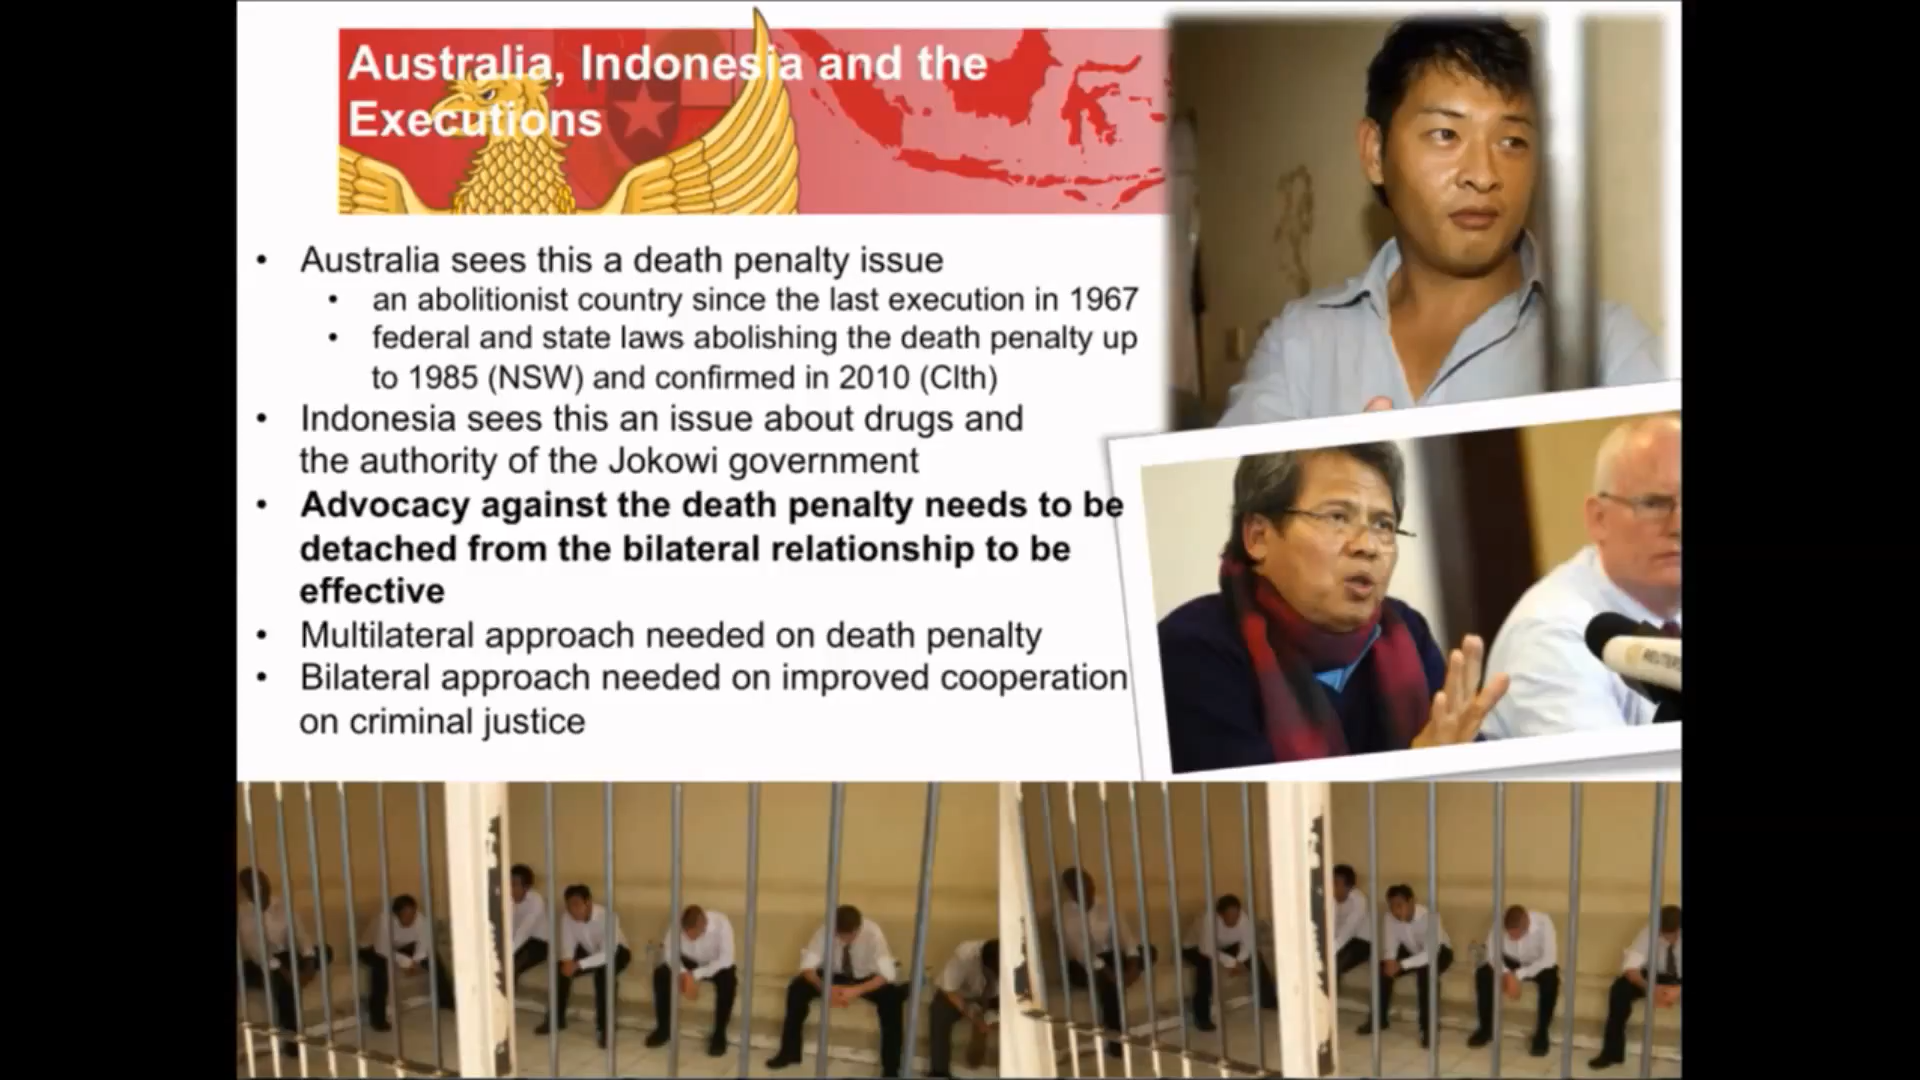 Australia, Indonesia and the
Executions
• Australia sees this a death penalty issue
• an abolitionist country since the last execution in 1967
• federal and state laws abolishing the death penalty up
to 1985 (NSW) and confirmed in 2010 (Clth)
• Indonesia sees this an issue about drugs and
the authority of the Jokowi government
• Advocacy against the death penalty needs to be
detached from the bilateral relationship to be
effective
• Multilateral approach needed on death penalty
• Bilateral approach needed on improved cooperation
on criminal justice
REUTERS